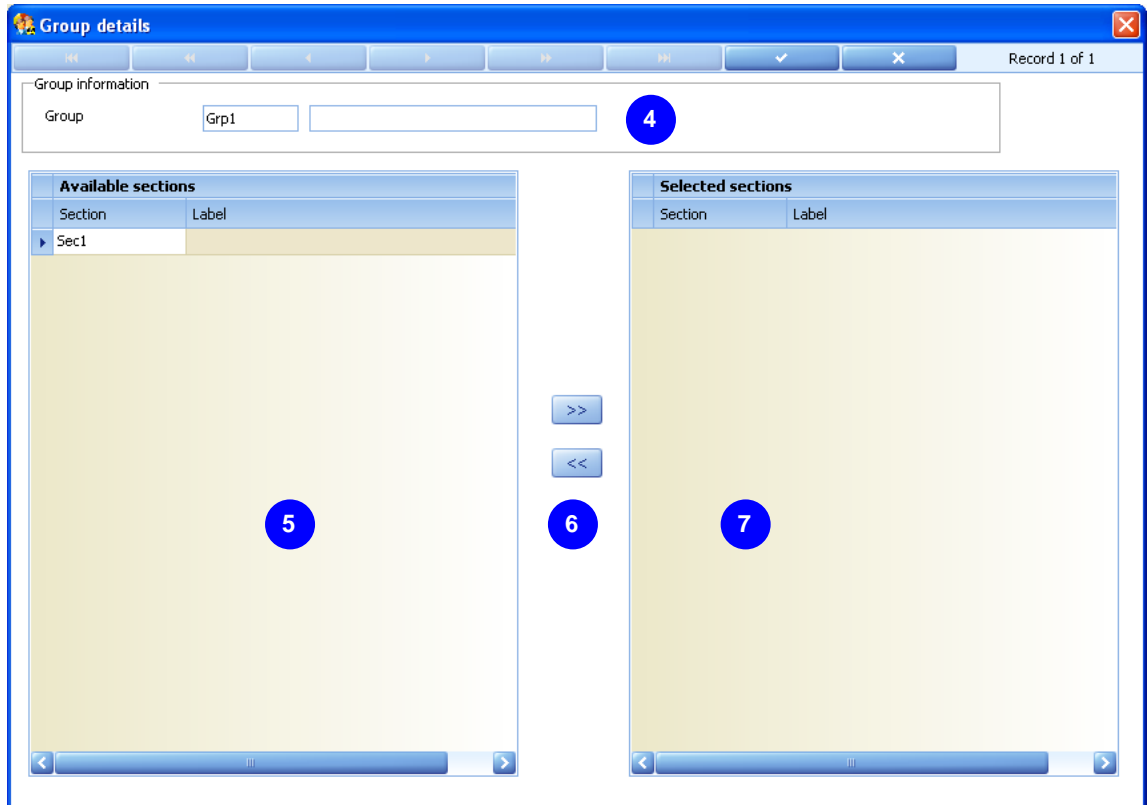 Group details
Record 1 of 1
Group information
Group Grp1 4
Available sections
Section Label
Sec1
5
>>
<<
6
Selected sections
Section Label
7